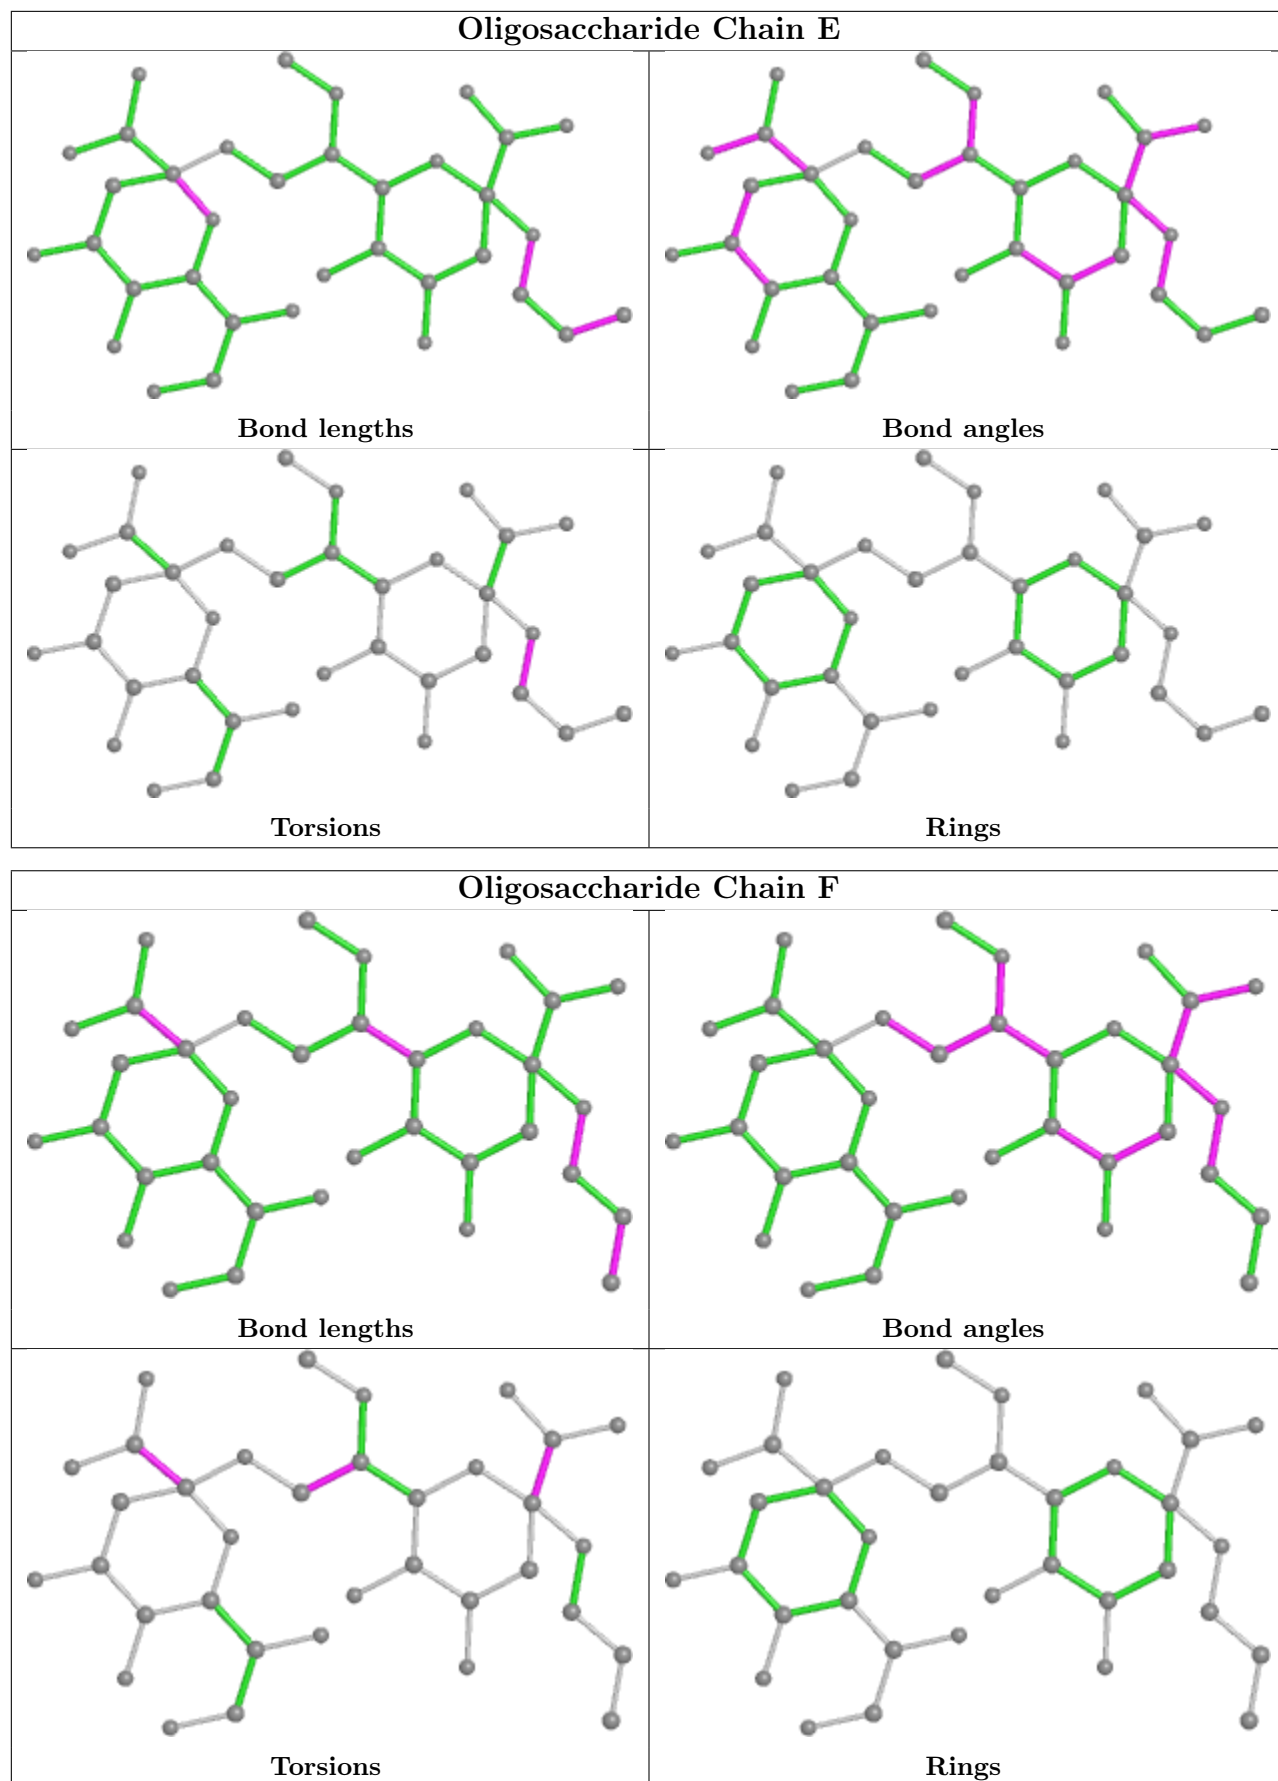 Oligosaccharide Chain E
Bond lengths
Bond angles
Torsions
Rings
Oligosaccharide Chain F
Bond lengths
Bond angles
Torsions
Rings